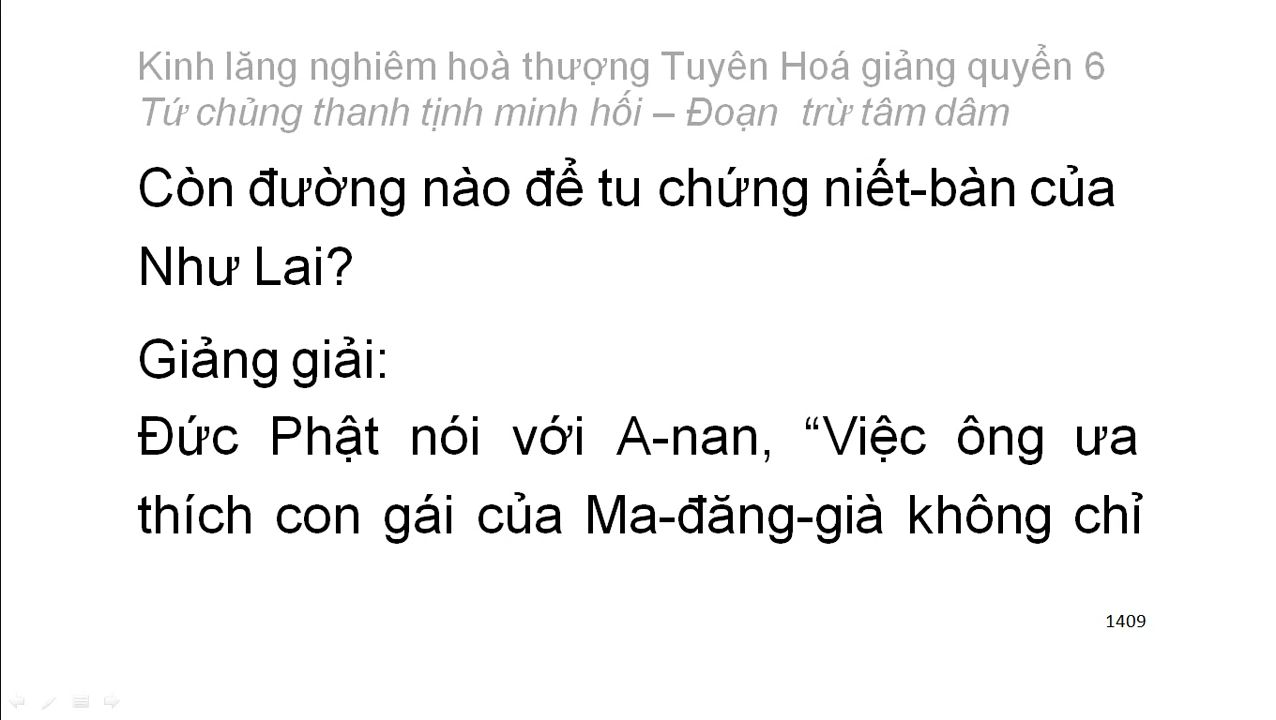 Kinh lăng nghiêm hoà thượng Tuyên Hoá giảng quyển 6
Tứ chủng thanh tịnh minh hối – Đoạn trừ tâm dâm
Còn đường nào để tu chứng niết-bàn của
Như Lai?
Giảng giải:
Đức Phật nói với A-nan, “Việc ông ưa
thích con gái của Ma-đăng-già không chỉ
1409